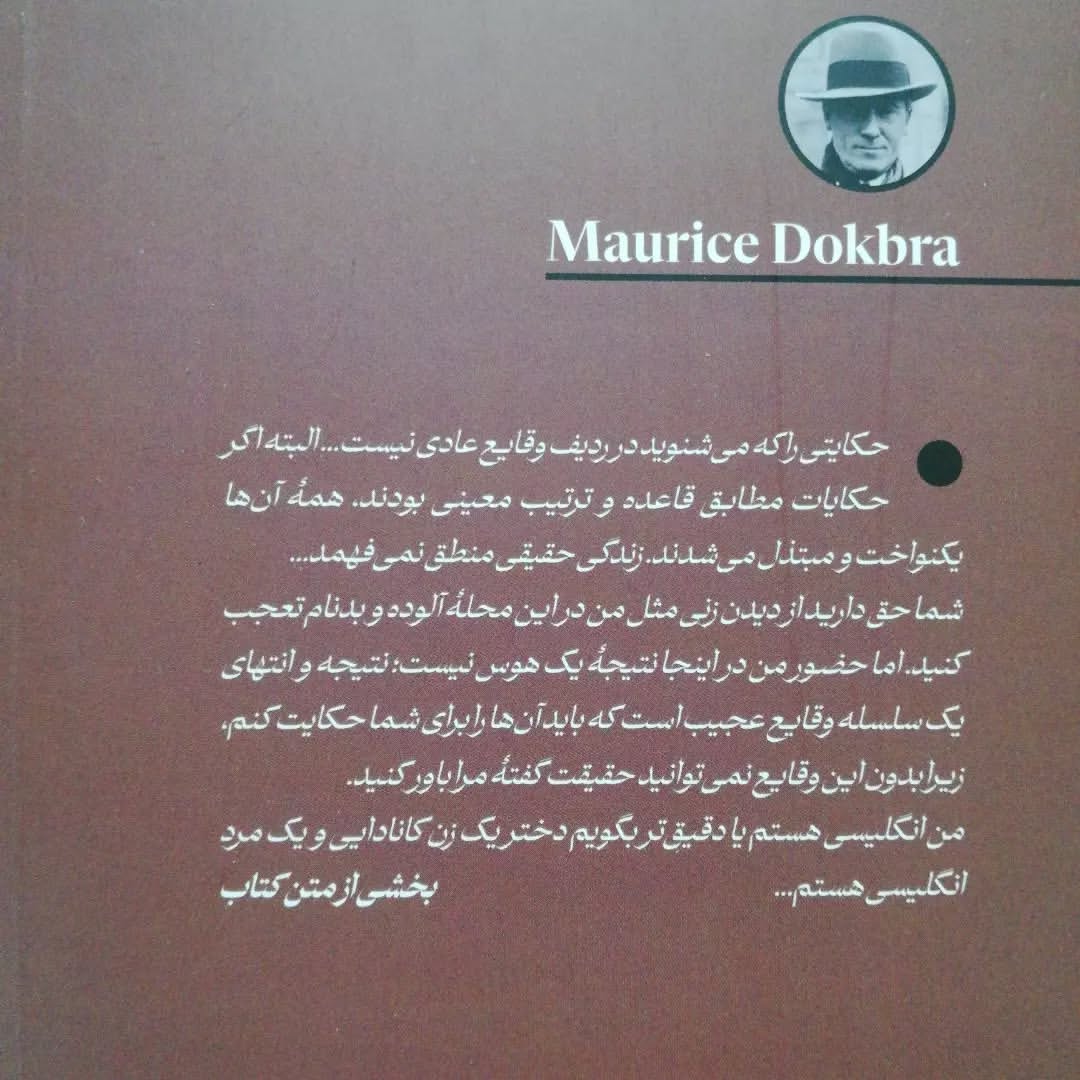 Maurice Dokbra
حکایتی را که می‌شنوید در ردیف وقایع عادی نیست... البته اگر
حکایات مطابق قاعده و ترتیب معینی بودند، همهٔ آن‌ها
یکنواخت و مبتذل می‌شدند. زندگی حقیقی منطق نمی‌فهمد...
شما حق دارید از دیدن زنی مثل من در این محلهٔ آلوده و بدنام تعجب
کنید. اما حضور من در اینجا نتیجهٔ یک هوس نیست؛ نتیجه و انتهای
یک سلسله وقایع عجیب است که باید آن‌ها را برای شما حکایت کنم،
زیرا بدون این وقایع نمی‌توانید حقیقت گفتهٔ مرا باور کنید.
من انگلیسی هستم یا دقیق‌تر بگویم دختر یک زن کانادایی و یک مرد
انگلیسی هستم... بخشی از متن کتاب